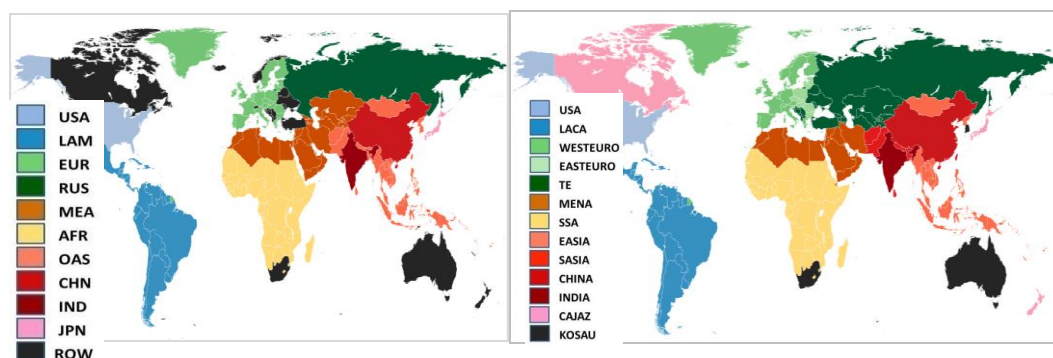 USA
LAM
EUR
RUS
MEA
AFR
OAS
CHN
IND
JPN
ROW
USA
LACA
WESTEURO
EASTEURO
TE
MENA
SSA
EASIA
SASIA
CHINA
INDIA
CAJAZ
KOSAU